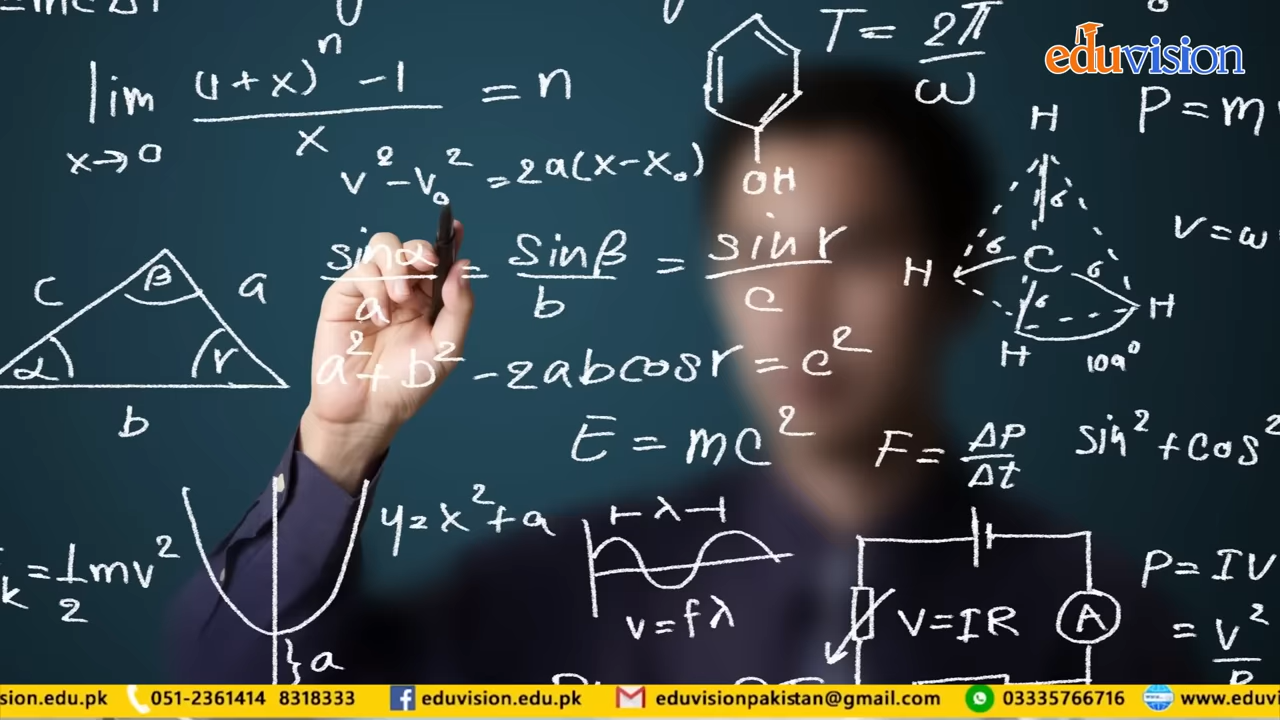 eduvision
lim (1+x)^n - 1 / x = n
x→0
T = 2π / ω
P = m
v² - v₀² = 2a(x-x₀)
OH
H
H
C
H
H
109°
σ
σ
σ
v = ω
sinα / a = sinβ / b = sin r / c
a² + b² - 2abcosr = c²
c
β
a
α
r
b
E = mc²
F = ΔP / Δt
sin² + cos²
y = x² + a
a
k = 1/2 mv²
λ
v = fλ
V = IR
A
P = IV
= V²
sion.edu.pk 051-2361414 8318333 eduvision.edu.pk eduvisionpakistan@gmail.com 03335766716 www.eduvi